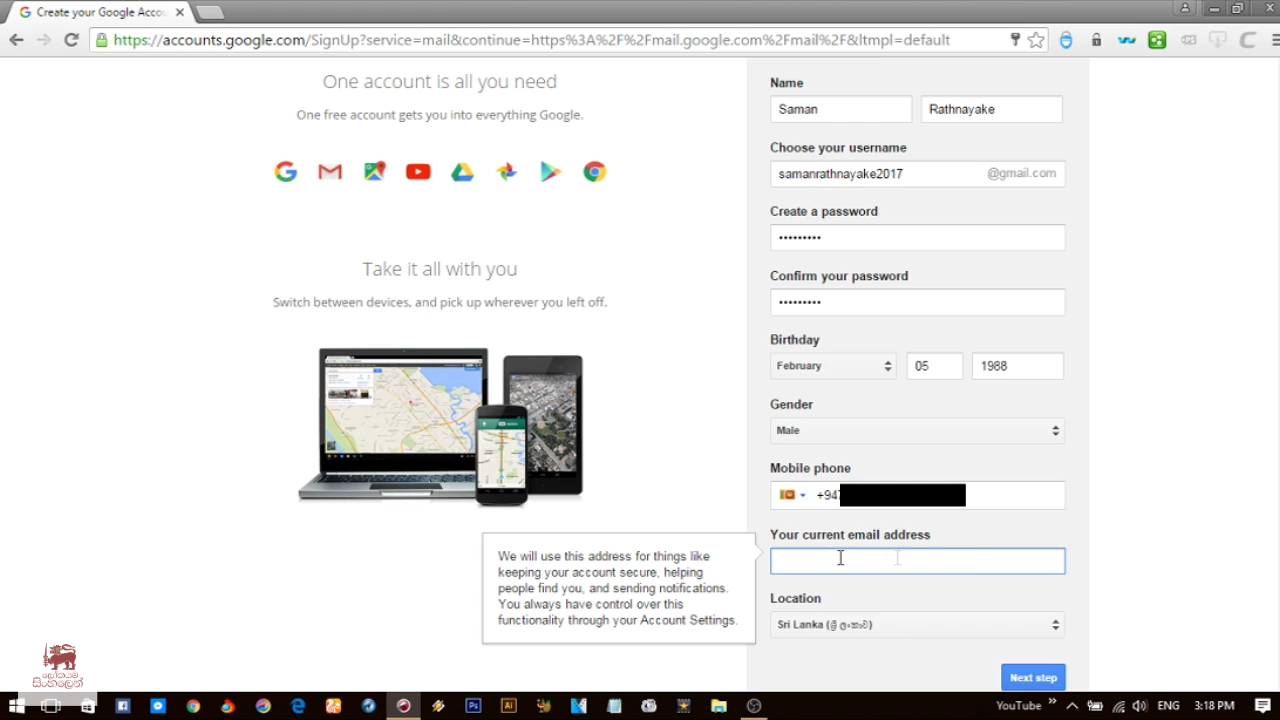 Create your Google Acco
https://accounts.google.com/SignUp?service=mail&continue=https%3A%2F%2Fmail.google.com%2Fmail%2F&ltmpl=default
One account is all you need
One free account gets you into everything Google.
Take it all with you
Switch between devices, and pick up wherever you left off.
Name
Saman
Rathnayake
Choose your username
samanrathnayake2017
@gmail.com
Create a password
•••••••••
Confirm your password
•••••••••
Birthday
February
05
1988
Gender
Male
Mobile phone
+947
Your current email address
We will use this address for things like
keeping your account secure, helping
people find you, and sending notifications.
You always have control over this
functionality through your Account Settings.
Location
Sri Lanka (ශ්‍රී ලංකාව)
Next step
ලෝකයම
සිංහලෙන්
YouTube
ENG
3:18 PM